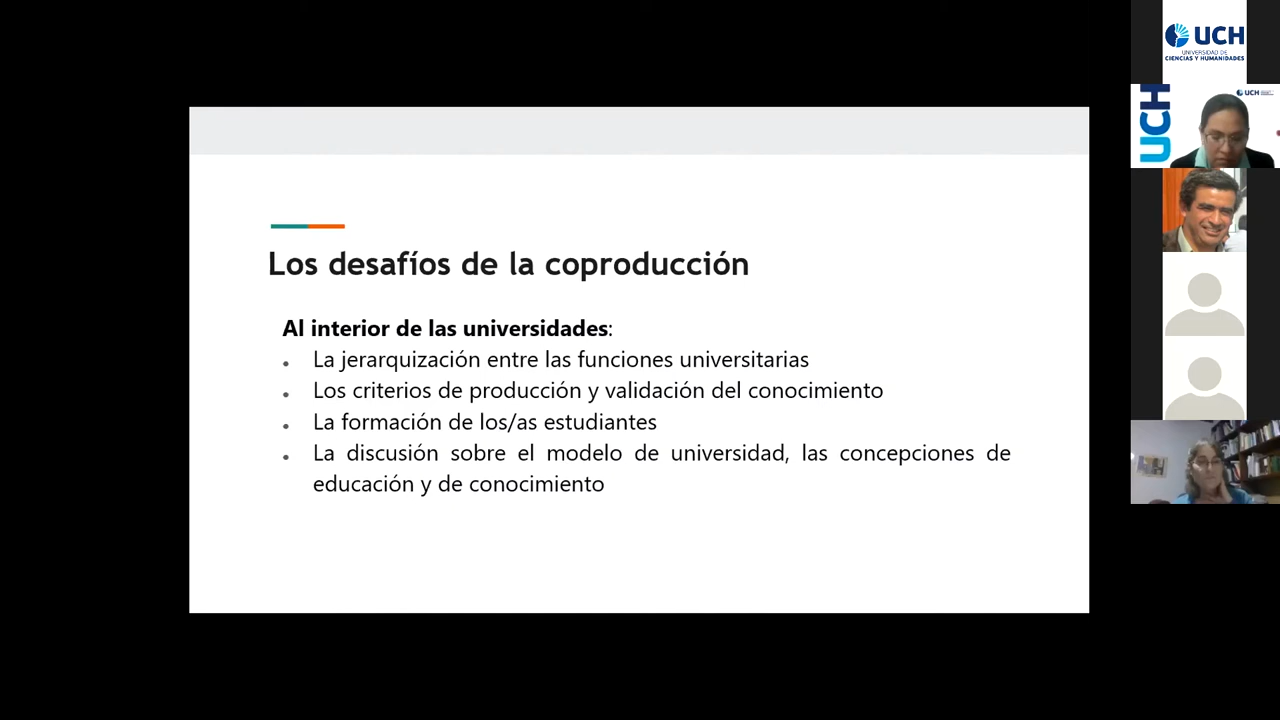 Los desafíos de la coproducción
Al interior de las universidades:
La jerarquización entre las funciones universitarias
Los criterios de producción y validación del conocimiento
La formación de los/as estudiantes
La discusión sobre el modelo de universidad, las concepciones de
educación y de conocimiento
UCH
UNIVERSIDAD DE
CIENCIAS Y HUMANIDADES
UCH
UCH